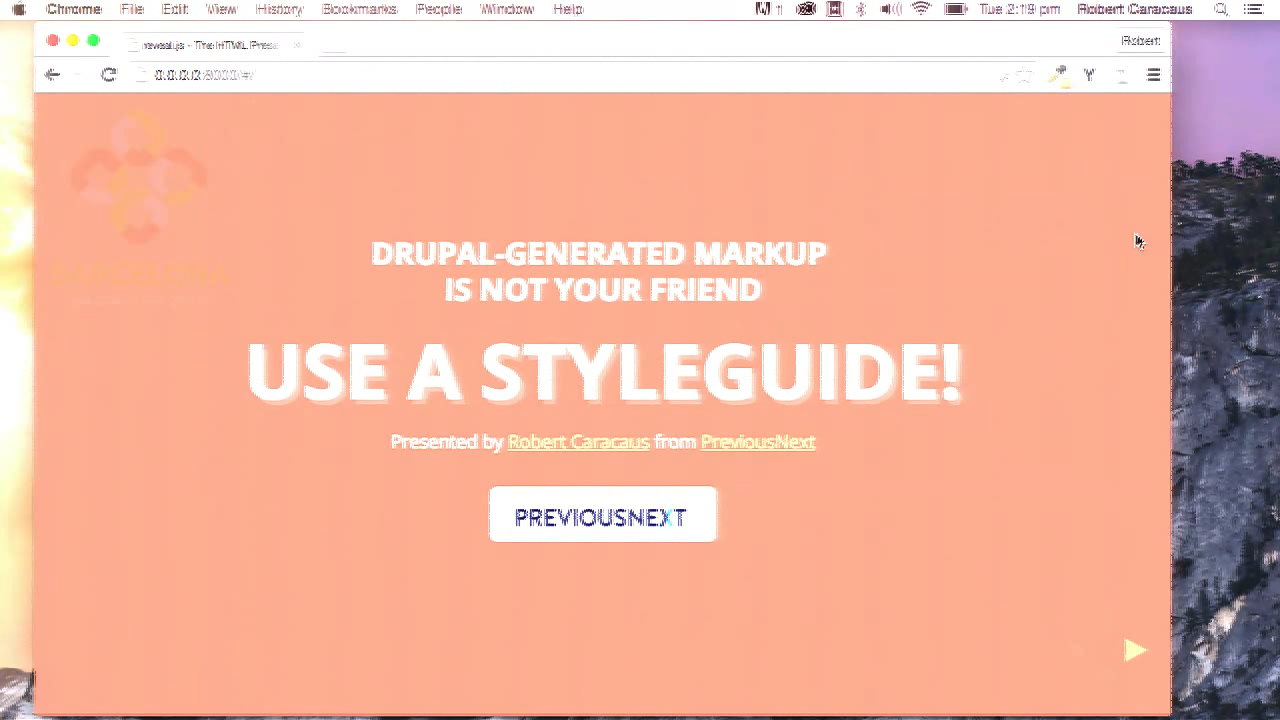 Chrome File Edit View History Bookmarks People Window Help Tue 2:19 pm Robert Caracaus
Robert
DRUPAL-GENERATED MARKUP
IS NOT YOUR FRIEND
USE A STYLEGUIDE!
Presented by Robert Caracaus from PreviousNext
PREVIOUSNEXT